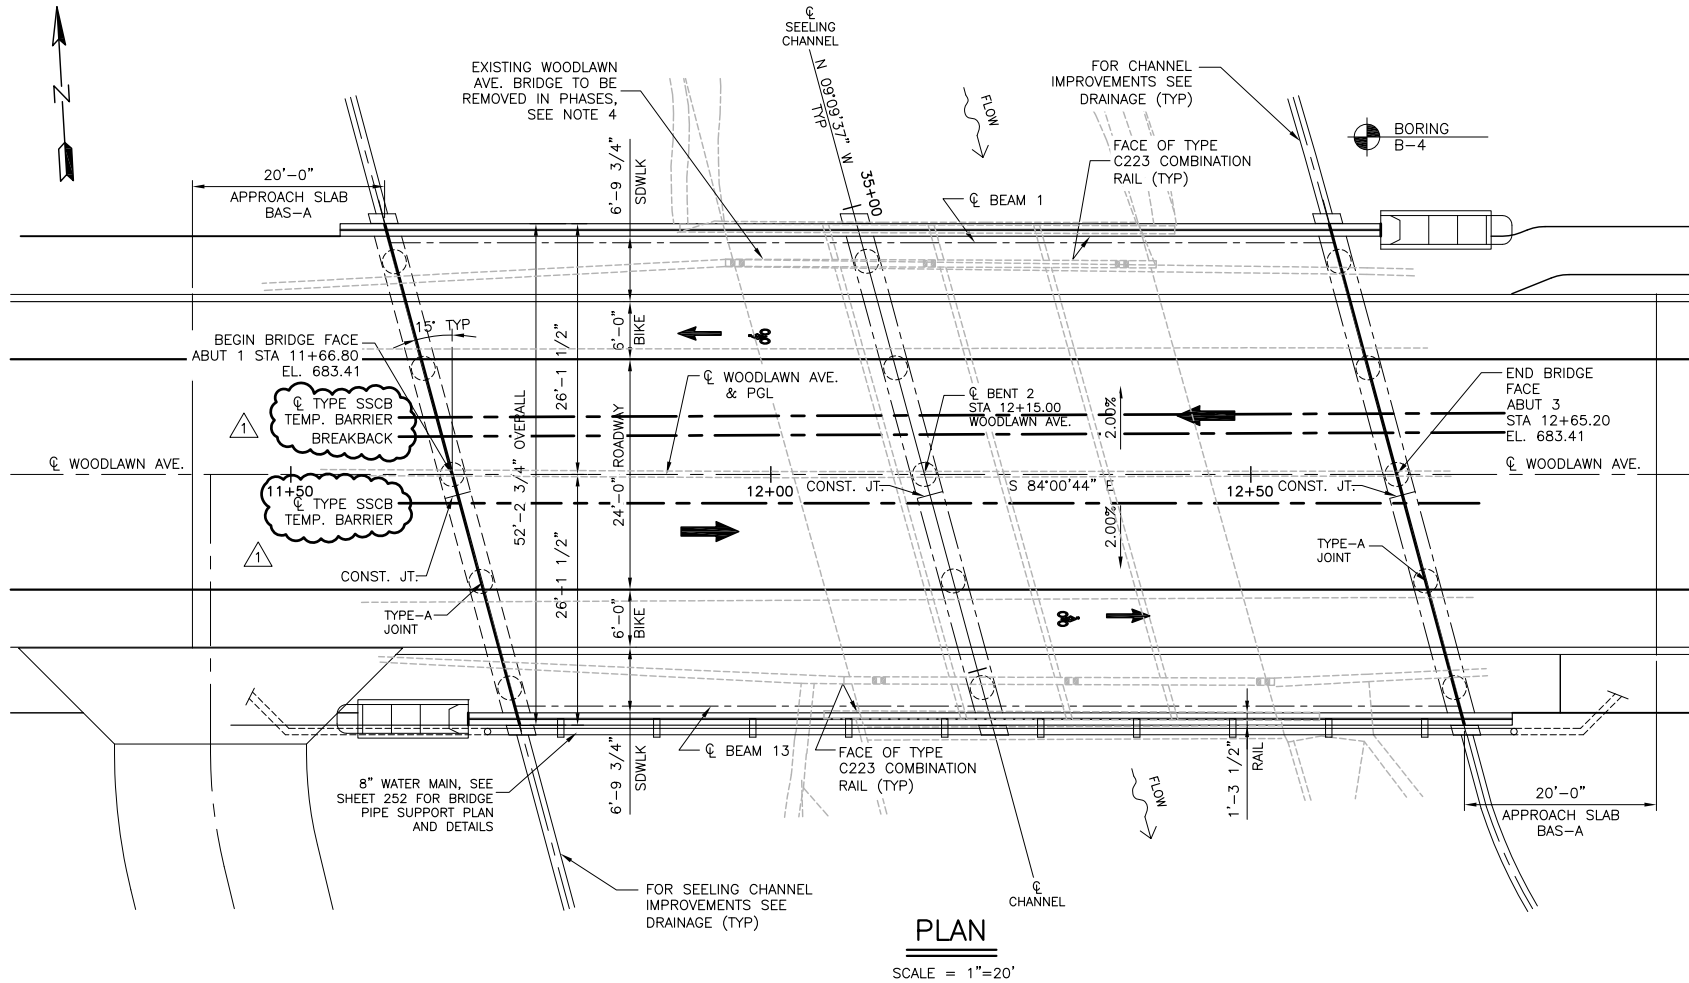 ℄
SEELING
CHANNEL
N
EXISTING WOODLAWN
AVE. BRIDGE TO BE
REMOVED IN PHASES,
SEE NOTE 4
N 09°09'37" W
TYP
35+00
FLOW
FOR CHANNEL
IMPROVEMENTS SEE
DRAINAGE (TYP)
BORING
B-4
FACE OF TYPE
C223 COMBINATION
RAIL (TYP)
20'-0"
APPROACH SLAB
BAS-A
6'-9 3/4"
SDWLK
℄ BEAM 1
15° TYP
BEGIN BRIDGE FACE
ABUT 1 STA 11+66.80
EL. 683.41
26'-1 1/2"
6'-0"
BIKE
℄ WOODLAWN AVE.
& PGL
℄ BENT 2
STA 12+15.00
WOODLAWN AVE.
2.00%
END BRIDGE
FACE
ABUT 3
STA 12+65.20
EL. 683.41
℄ TYPE SSCB
TEMP. BARRIER
BREAKBACK
1
52'-2 3/4" OVERALL
24'-0" ROADWAY
℄ WOODLAWN AVE.
℄ WOODLAWN AVE.
11+50
12+00
CONST. JT.
S 84°00'44" E
12+50
CONST. JT.
℄ TYPE SSCB
TEMP. BARRIER
1
2.00%
CONST. JT.
26'-1 1/2"
TYPE-A
JOINT
TYPE-A
JOINT
6'-0"
BIKE
℄ BEAM 13
6'-9 3/4"
SDWLK
FACE OF TYPE
C223 COMBINATION
RAIL (TYP)
FLOW
1'-3 1/2"
RAIL
8" WATER MAIN, SEE
SHEET 252 FOR BRIDGE
PIPE SUPPORT PLAN
AND DETAILS
20'-0"
APPROACH SLAB
BAS-A
FOR SEELING CHANNEL
IMPROVEMENTS SEE
DRAINAGE (TYP)
℄
CHANNEL
PLAN
SCALE = 1"=20'